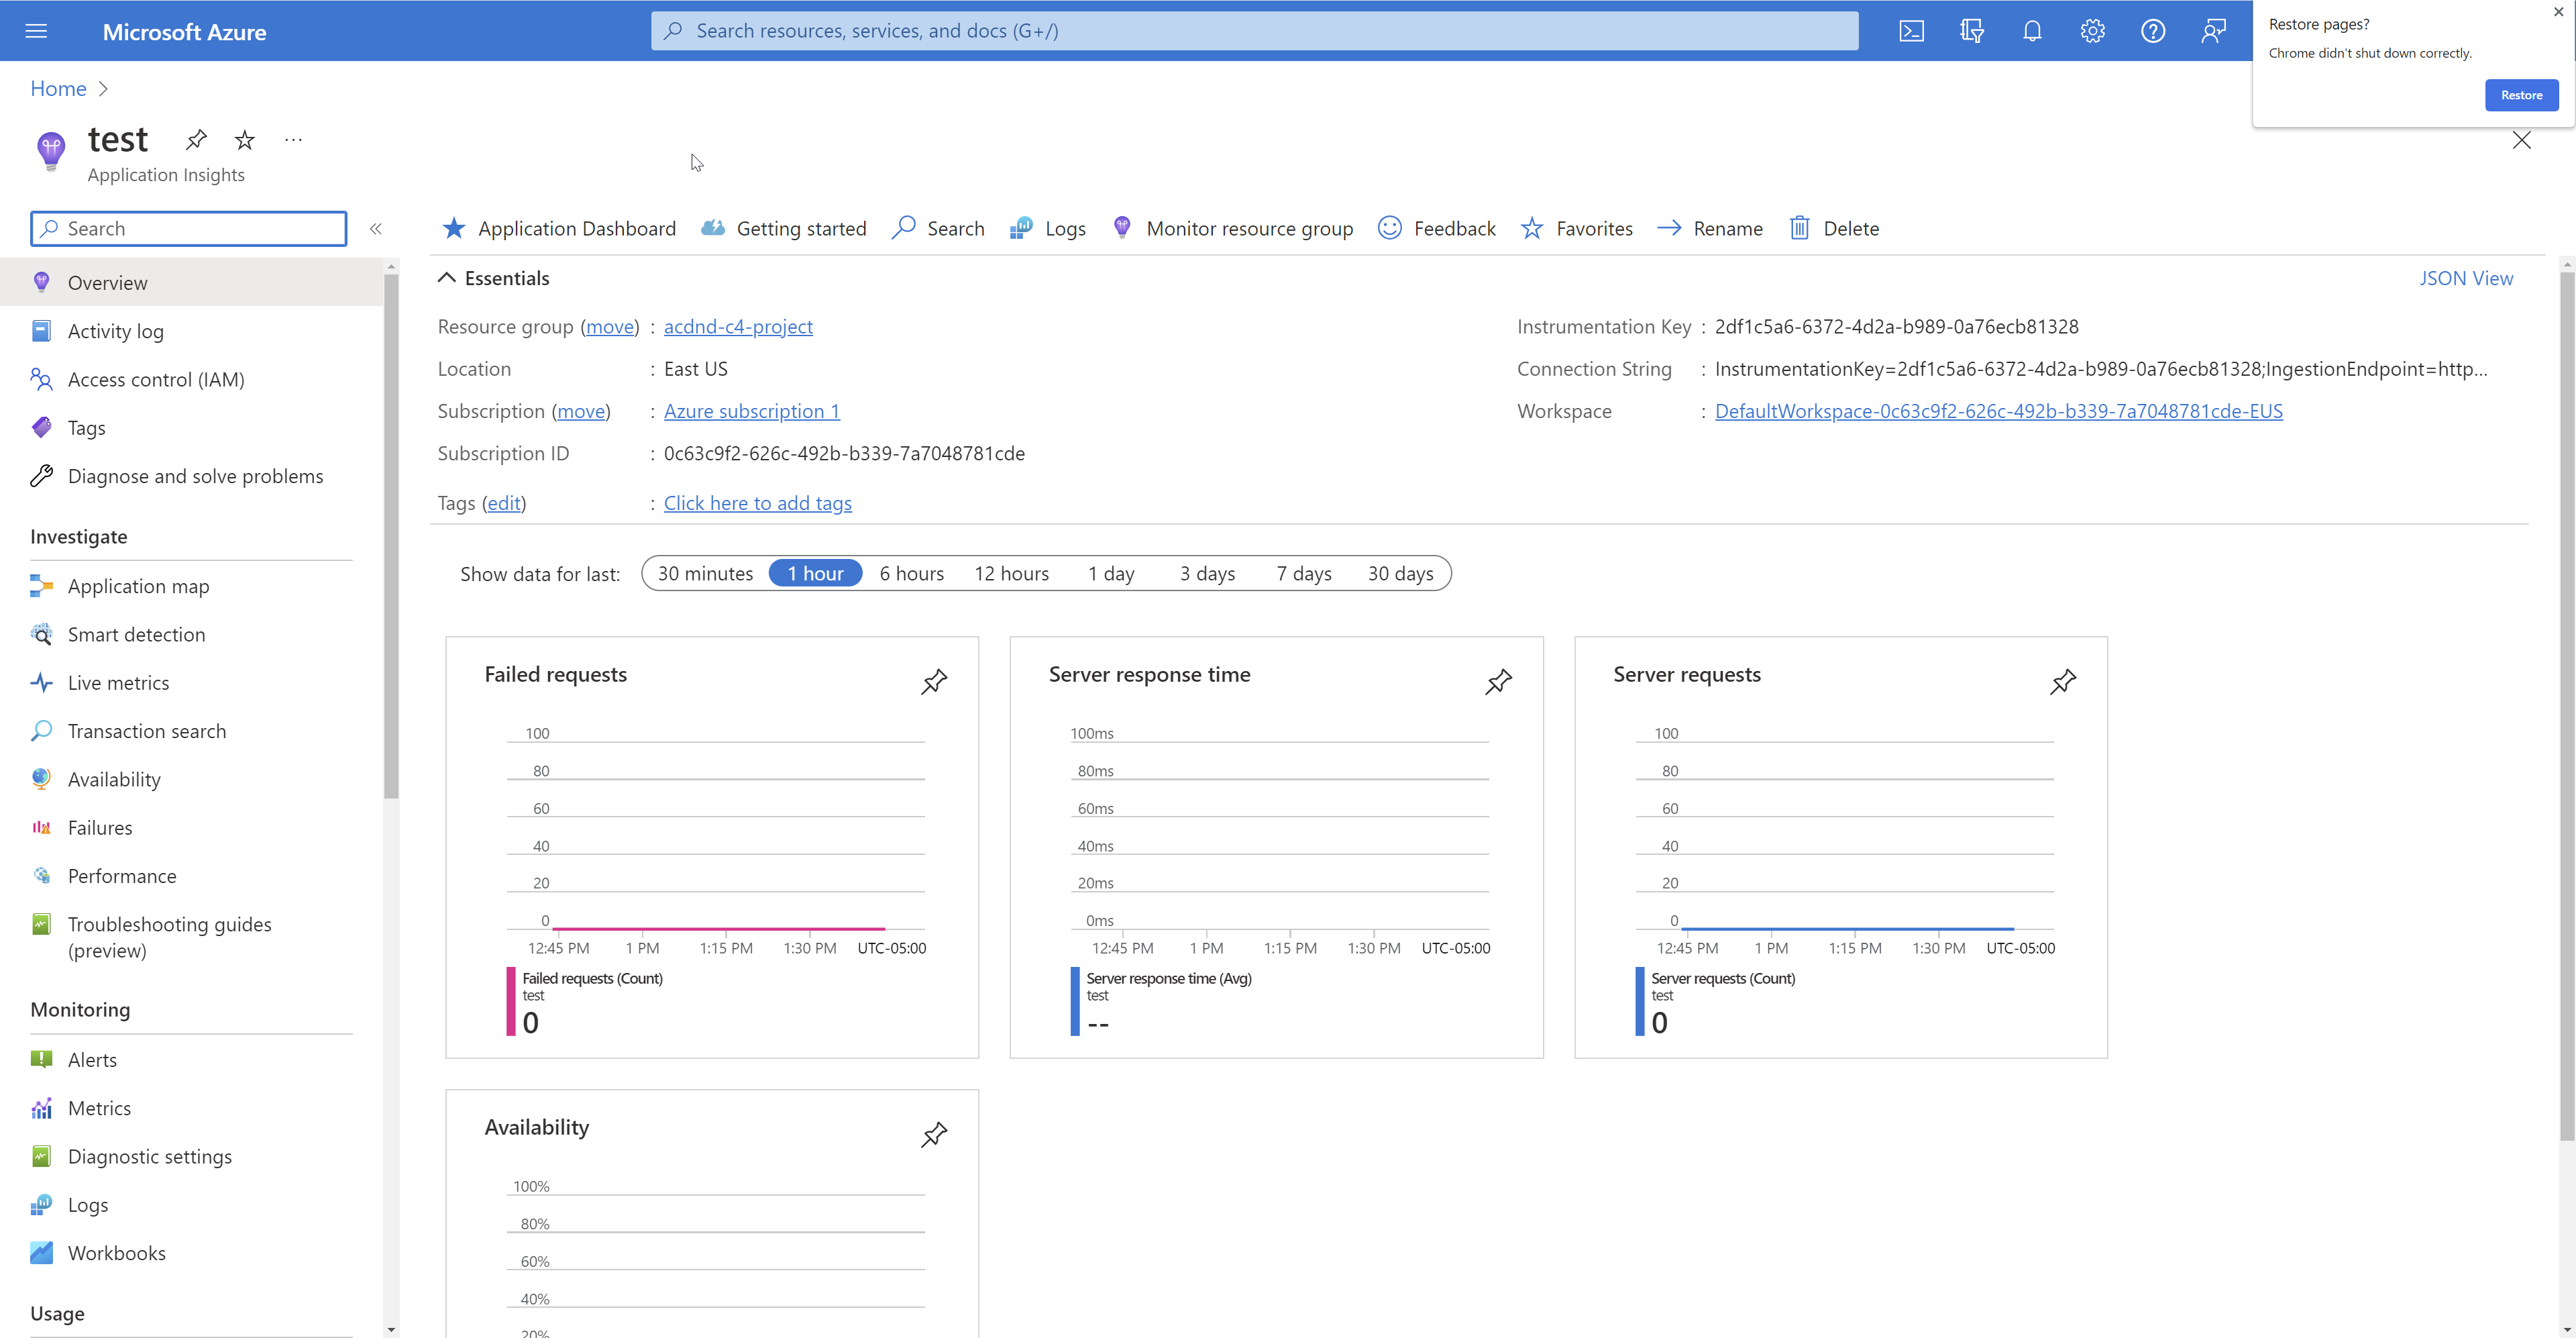 Microsoft Azure
Search resources, services, and docs (G+/)
Restore pages?
Chrome didn't shut down correctly.
Restore
Home
test
...
Application Insights
Search
Application Dashboard
Getting started
Search
Logs
Monitor resource group
Feedback
Favorites
Rename
Delete
Overview
Activity log
Access control (IAM)
Tags
Diagnose and solve problems
Investigate
Application map
Smart detection
Live metrics
Transaction search
Availability
Failures
Performance
Troubleshooting guides
(preview)
Monitoring
Alerts
Metrics
Diagnostic settings
Logs
Workbooks
Usage
Essentials
JSON View
Resource group (move) : acdnd-c4-project
Location : East US
Subscription (move) : Azure subscription 1
Subscription ID : 0c63c9f2-626c-492b-b339-7a7048781cde
Tags (edit) : Click here to add tags
Instrumentation Key : 2df1c5a6-6372-4d2a-b989-0a76ecb81328
Connection String : InstrumentationKey=2df1c5a6-6372-4d2a-b989-0a76ecb81328;IngestionEndpoint=http...
Workspace : DefaultWorkspace-0c63c9f2-626c-492b-b339-7a7048781cde-EUS
Show data for last: 30 minutes 1 hour 6 hours 12 hours 1 day 3 days 7 days 30 days
Failed requests
100
80
60
40
20
0
12:45 PM 1 PM 1:15 PM 1:30 PM UTC-05:00
Failed requests (Count)
test
0
Server response time
100ms
80ms
60ms
40ms
20ms
0ms
12:45 PM 1 PM 1:15 PM 1:30 PM UTC-05:00
Server response time (Avg)
test
--
Server requests
100
80
60
40
20
0
12:45 PM 1 PM 1:15 PM 1:30 PM UTC-05:00
Server requests (Count)
test
0
Availability
100%
80%
60%
40%
20%